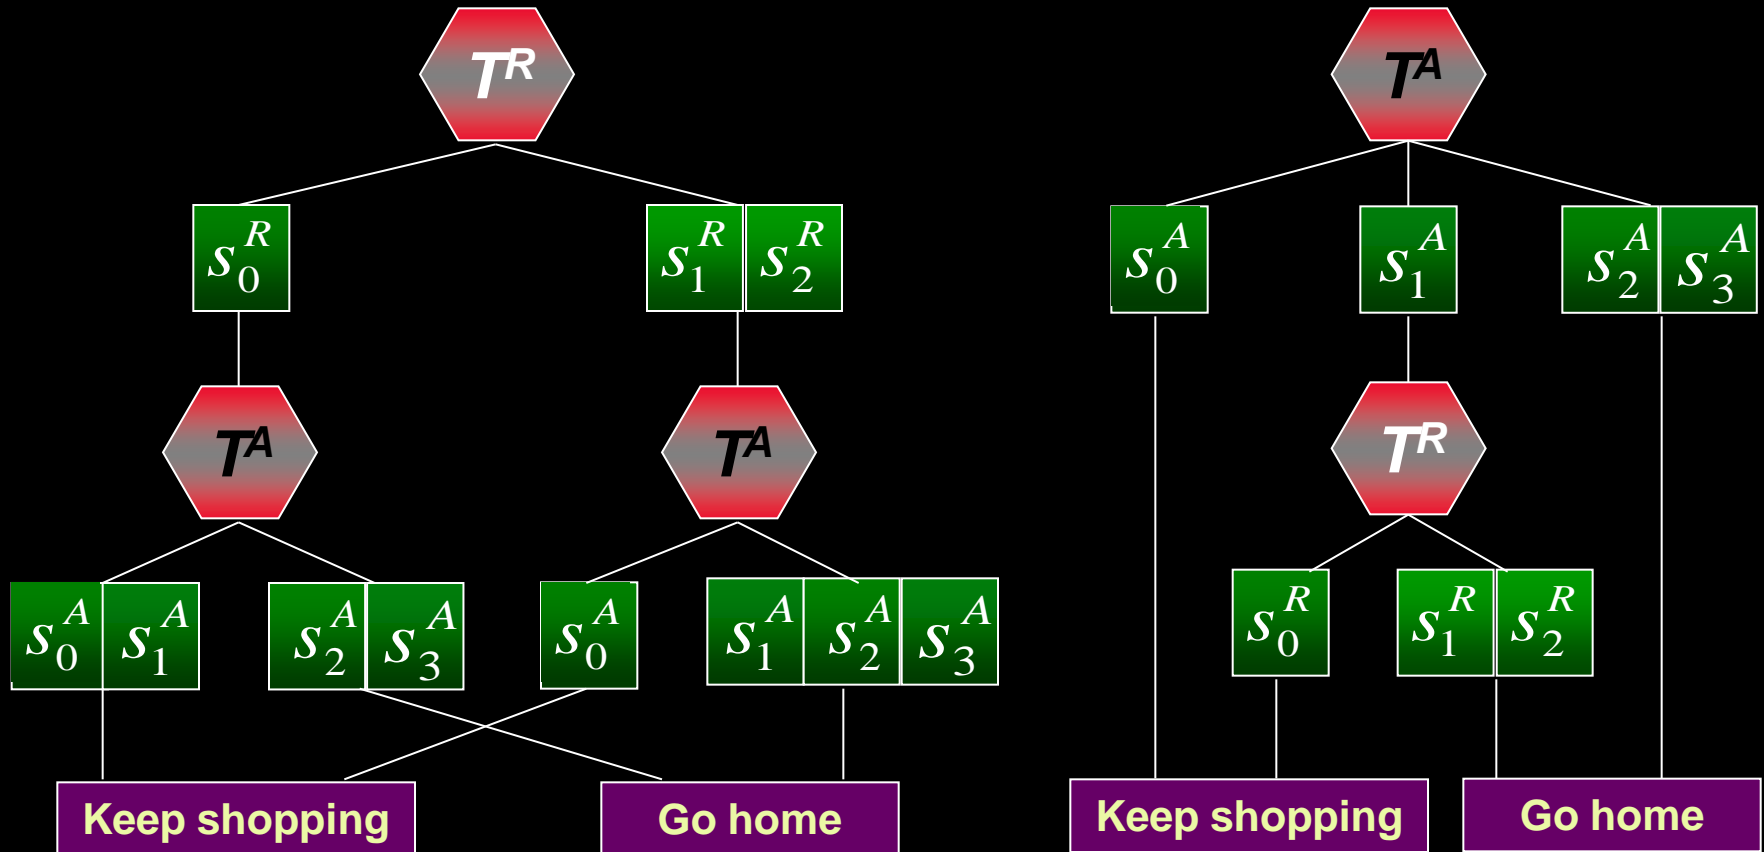 T^R
T^A
s_0^R
s_1^R s_2^R
s_0^A
s_1^A
s_2^A s_3^A
T^A
T^A
T^R
s_0^A s_1^A
s_2^A s_3^A
s_0^A
s_1^A s_2^A s_3^A
s_0^R
s_1^R s_2^R
Keep shopping
Go home
Keep shopping
Go home